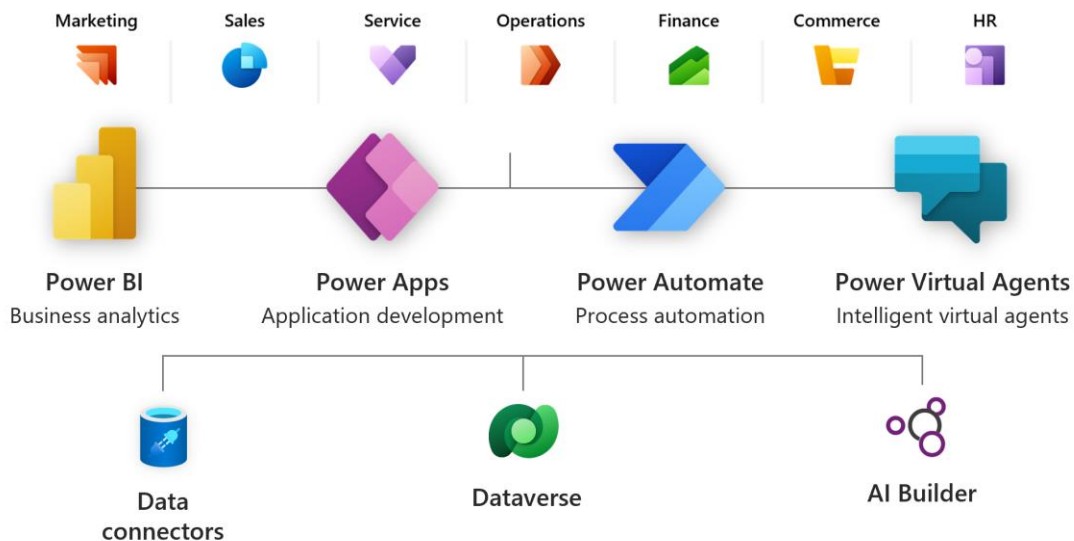 Marketing
Sales
Service
Operations
Finance
Commerce
HR
Power BI
Business analytics
Power Apps
Application development
Power Automate
Process automation
Power Virtual Agents
Intelligent virtual agents
Data
connectors
Dataverse
AI Builder